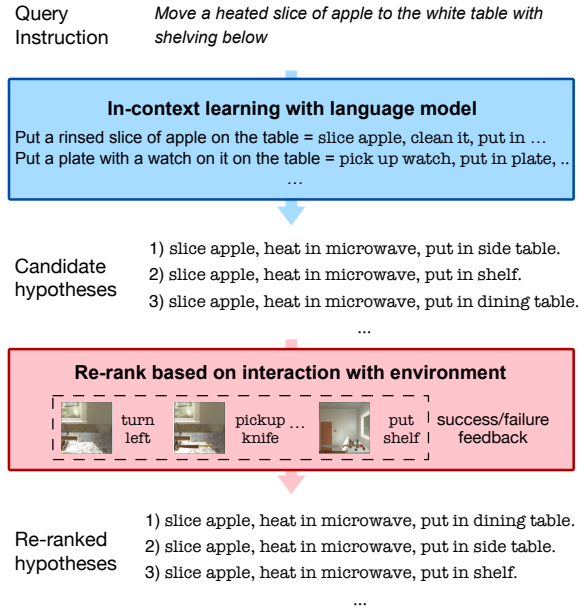 Query
Instruction
Move a heated slice of apple to the white table with
shelving below
In-context learning with language model
Put a rinsed slice of apple on the table = slice apple, clean it, put in ...
Put a plate with a watch on it on the table = pick up watch, put in plate, ..
...
Candidate
hypotheses
1) slice apple, heat in microwave, put in side table.
2) slice apple, heat in microwave, put in shelf.
3) slice apple, heat in microwave, put in dining table.
...
Re-rank based on interaction with environment
turn
left
pickup ...
knife
put
shelf
success/failure
feedback
Re-ranked
hypotheses
1) slice apple, heat in microwave, put in dining table.
2) slice apple, heat in microwave, put in side table.
3) slice apple, heat in microwave, put in shelf.
...